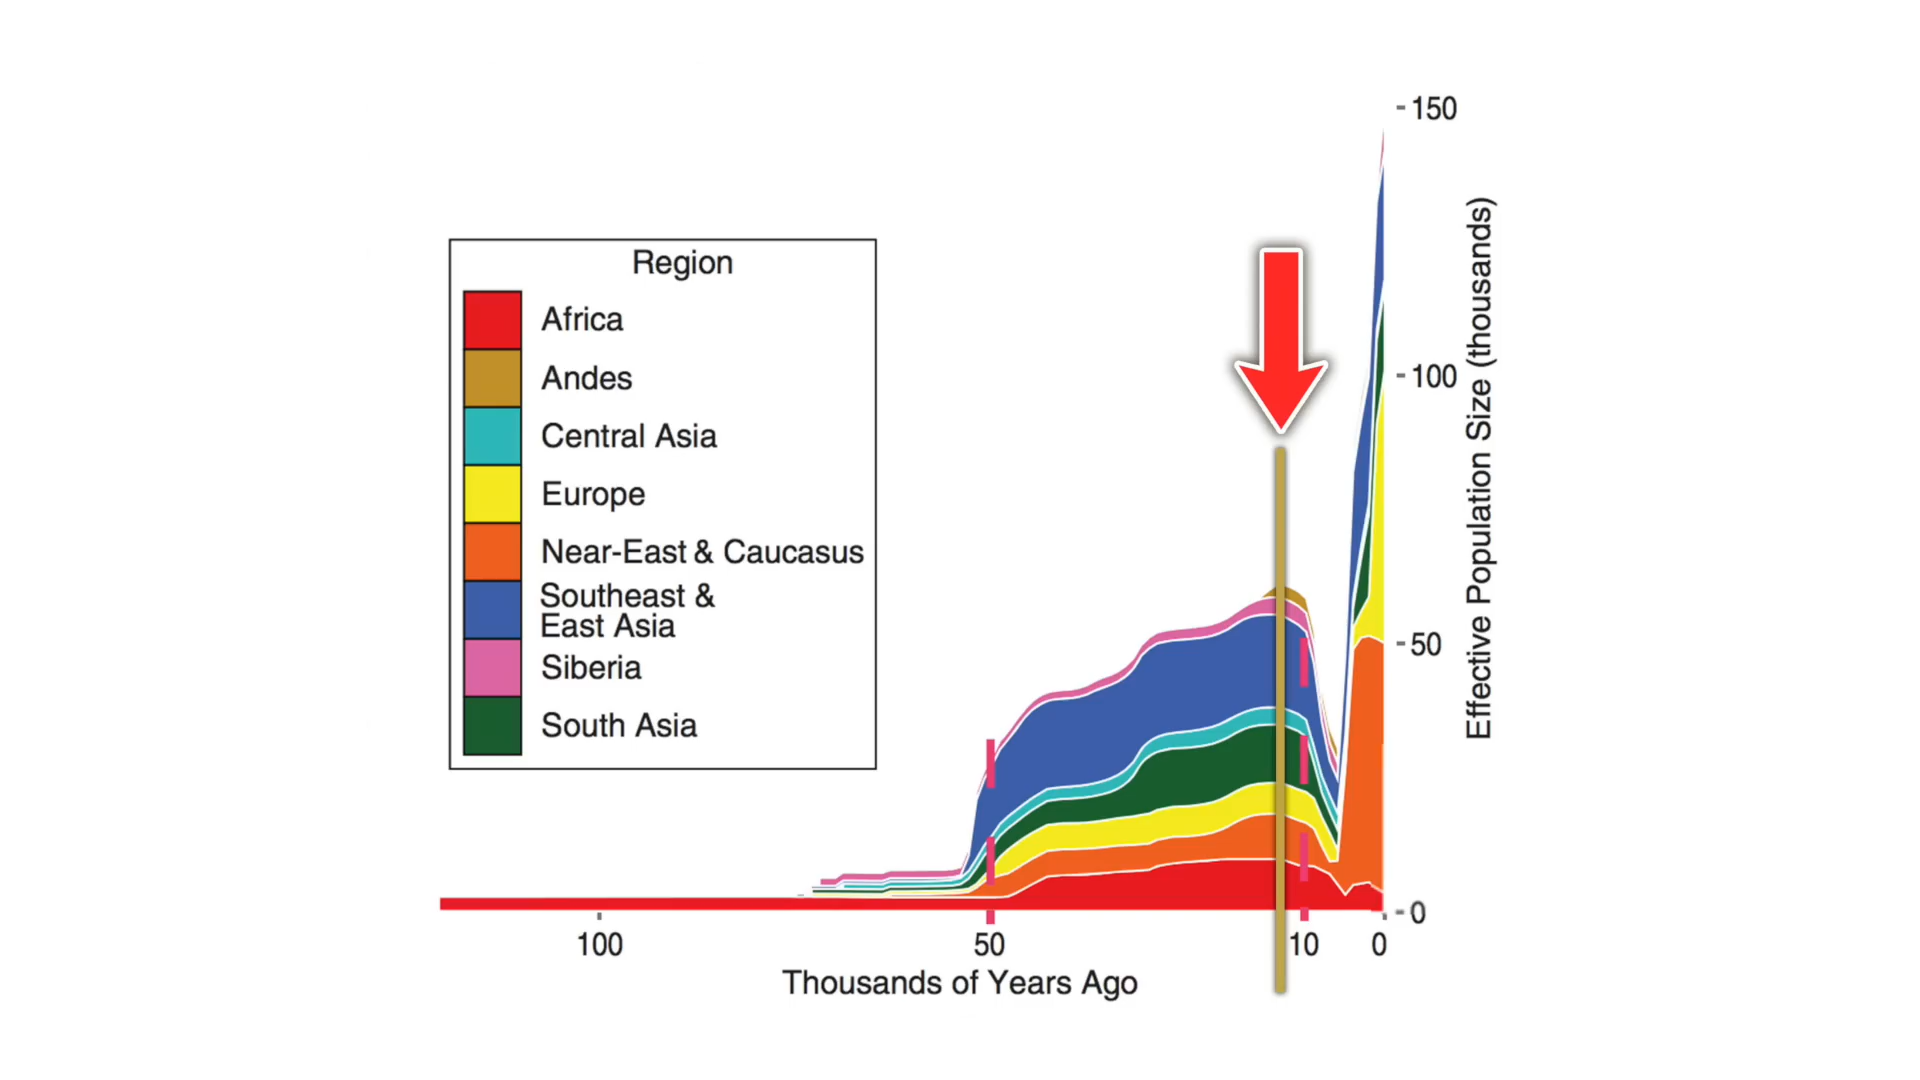 Region
Africa
Andes
Central Asia
Europe
Near-East & Caucasus
Southeast &
East Asia
Siberia
South Asia
150
100
50
0
Effective Population Size (thousands)
100
50
10
0
Thousands of Years Ago